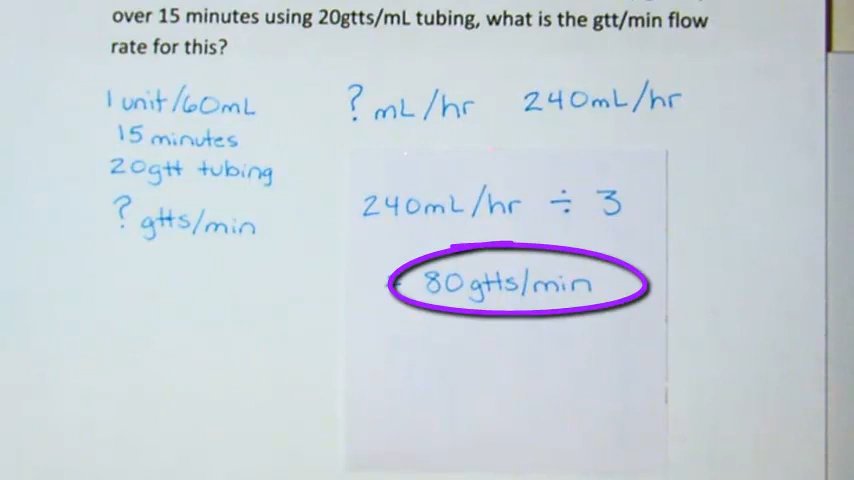 over 15 minutes using 20gtts/mL tubing, what is the gtt/min flow
rate for this?
1 unit/60mL
15 minutes
20gtt tubing
? gtts/min
? mL/hr
240mL/hr
240mL/hr ÷ 3
80gtts/min